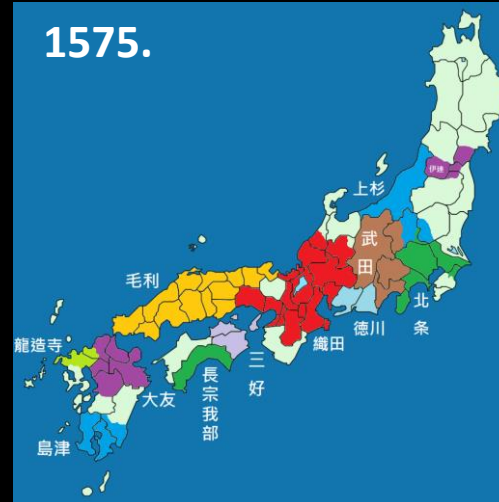 1575.
伊達
上杉
武田
毛利
北条
徳川
織田
龍造寺
三好
大友
長宗我部
島津